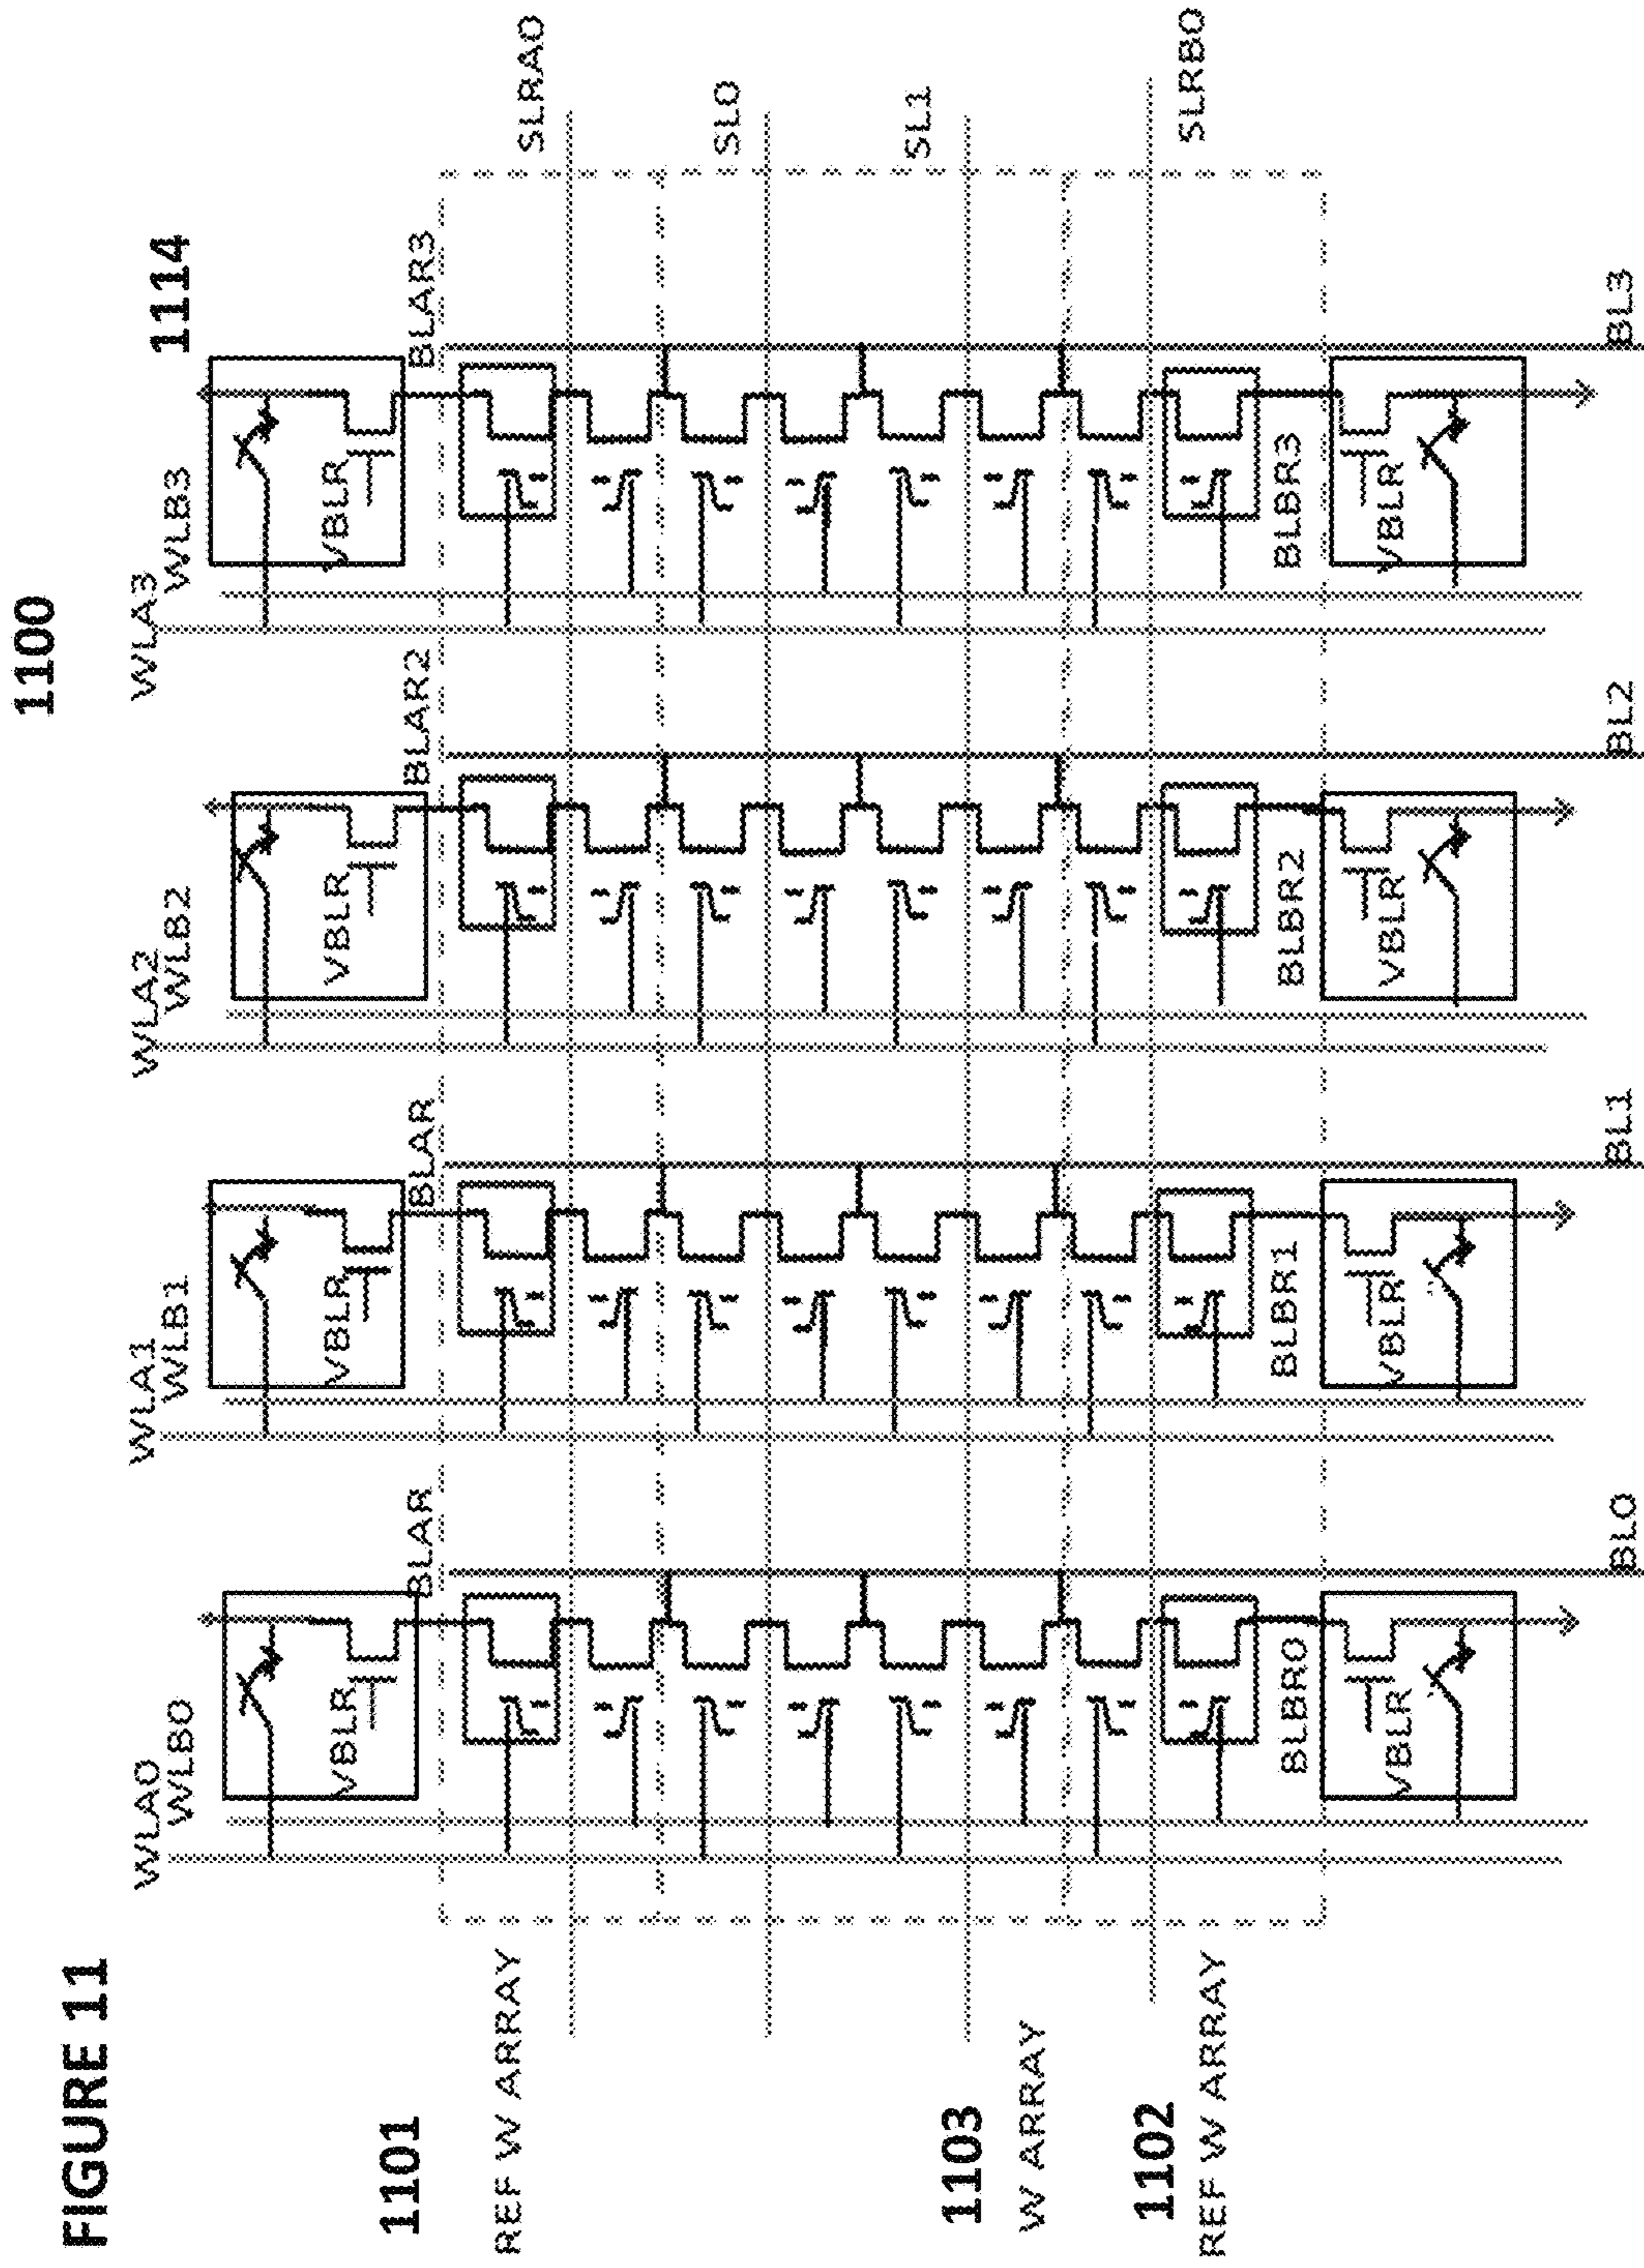 FIGURE 11
1100
WLA0
WLB0
WLA1
WLB1
WLA2
WLB2
WLA3
WLB3
1114
VBLR
VBLR
VBLR
VBLR
1101
BLAR
BLAR
BLAR2
BLAR3
REF W ARRAY
SLRA0
SL0
1103
SL1
W ARRAY
1102
REF W ARRAY
SLRB0
BLBR0
BLBR1
BLBR2
BLBR3
VBLR
VBLR
VBLR
VBLR
BL0
BL1
BL2
BL3